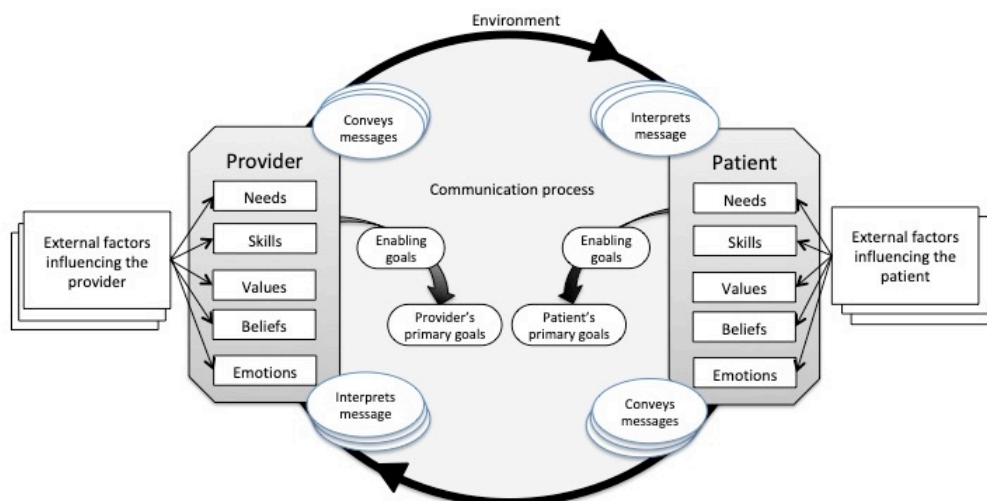 Environment
Conveys
messages
Interprets
message
Provider
Patient
Communication process
Needs
Skills
Values
Beliefs
Emotions
External factors
influencing the
provider
Enabling
goals
Provider's
primary goals
Enabling
goals
Patient's
primary goals
Needs
Skills
Values
Beliefs
Emotions
External factors
influencing the
patient
Interprets
message
Conveys
messages